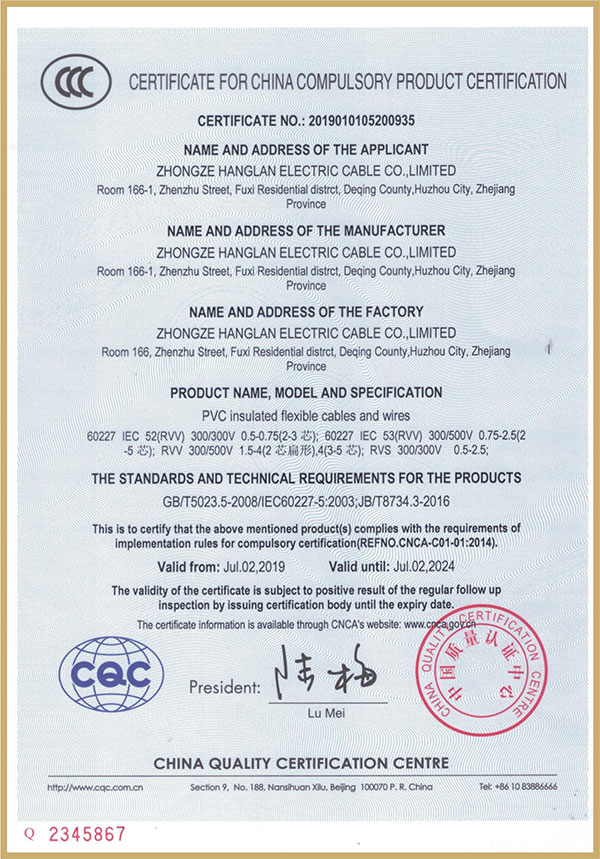 CCC
CERTIFICATE FOR CHINA COMPULSORY PRODUCT CERTIFICATION
CERTIFICATE NO.: 2019010105200935
NAME AND ADDRESS OF THE APPLICANT
ZHONGZE HANGLAN ELECTRIC CABLE CO.,LIMITED
Room 166-1, Zhenzhu Street, Fuxi Residential distrct, Deqing County,Huzhou City, Zhejiang
Province
NAME AND ADDRESS OF THE MANUFACTURER
ZHONGZE HANGLAN ELECTRIC CABLE CO.,LIMITED
Room 166-1, Zhenzhu Street, Fuxi Residential distrct, Deqing County,Huzhou City, Zhejiang
Province
NAME AND ADDRESS OF THE FACTORY
ZHONGZE HANGLAN ELECTRIC CABLE CO.,LIMITED
Room 166, Zhenzhu Street, Fuxi Residential distrct, Deqing County,Huzhou City, Zhejiang
Province
PRODUCT NAME, MODEL AND SPECIFICATION
PVC insulated flexible cables and wires
60227 IEC 52(RVV) 300/300V 0.5-0.75(2-3 芯); 60227 IEC 53(RVV) 300/500V 0.75-2.5(2
-5 芯); RVV 300/500V 1.5-4(2 芯扁形),4(3-5 芯); RVS 300/300V 0.5-2.5;
THE STANDARDS AND TECHNICAL REQUIREMENTS FOR THE PRODUCTS
GB/T5023.5-2008/IEC60227-5:2003;JB/T8734.3-2016
This is to certify that the above mentioned product(s) complies with the requirements of
implementation rules for compulsory certification(REFNO.CNCA-C01-01:2014).
Valid from: Jul.02,2019 Valid until: Jul.02,2024
The validity of the certificate is subject to positive result of the regular follow up
inspection by issuing certification body until the expiry date.
The certificate information is available through CNCA's website: www.cnca.gov.cn
CQC
President: 陆梅
Lu Mei
CHINA QUALITY CERTIFICATION CENTRE
中国质量认证中心
CHINA QUALITY CERTIFICATION CENTRE
http://www.cqc.com.cn Section 9, No. 188, Nansihuan Xilu, Beijing 100070 P. R. China Tel: +86 10 83886666
Q 2345867